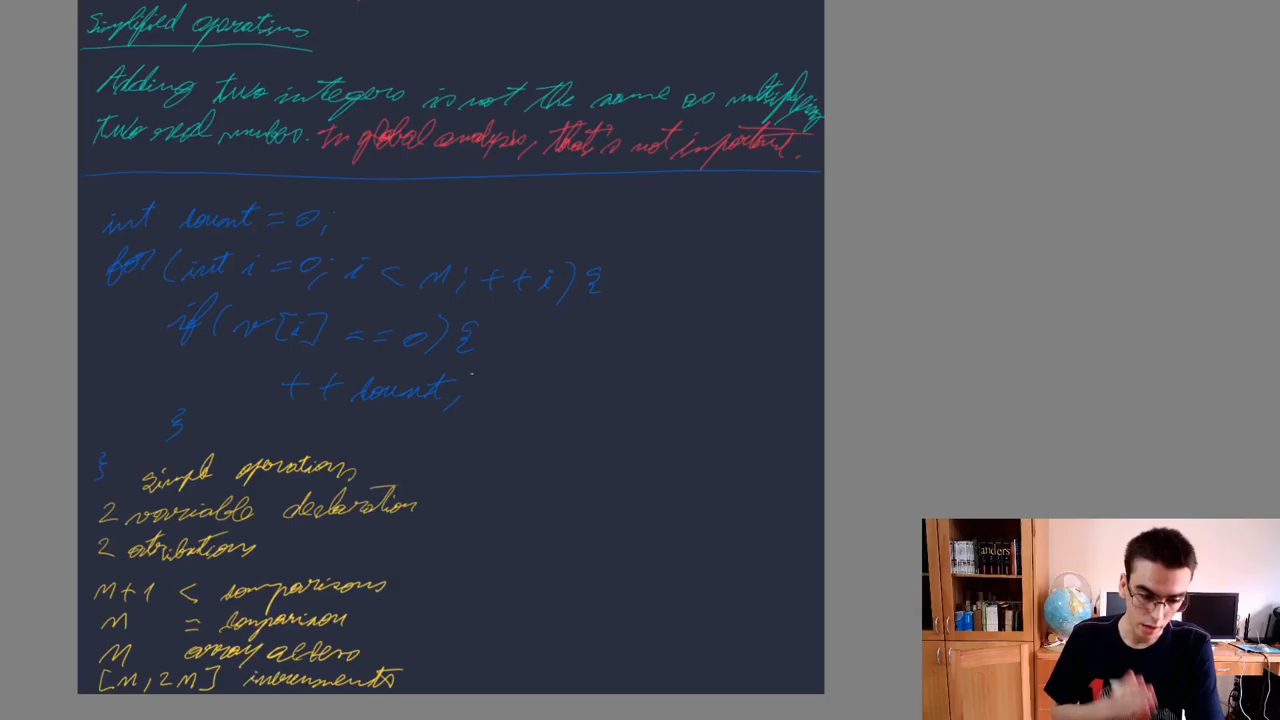 Simplified operations
Adding two integers is not the same as multiplying
two real numbers. In global analysis, that's not important.
int count = 0;
for (int i = 0; i < n; ++i) {
if (v[i] == 0) {
++ count;
}
}
simple operations
2 variable declaration
2 atributions
n+1 < comparisons
n = comparison
n array access
[n, 2n] increments
anders